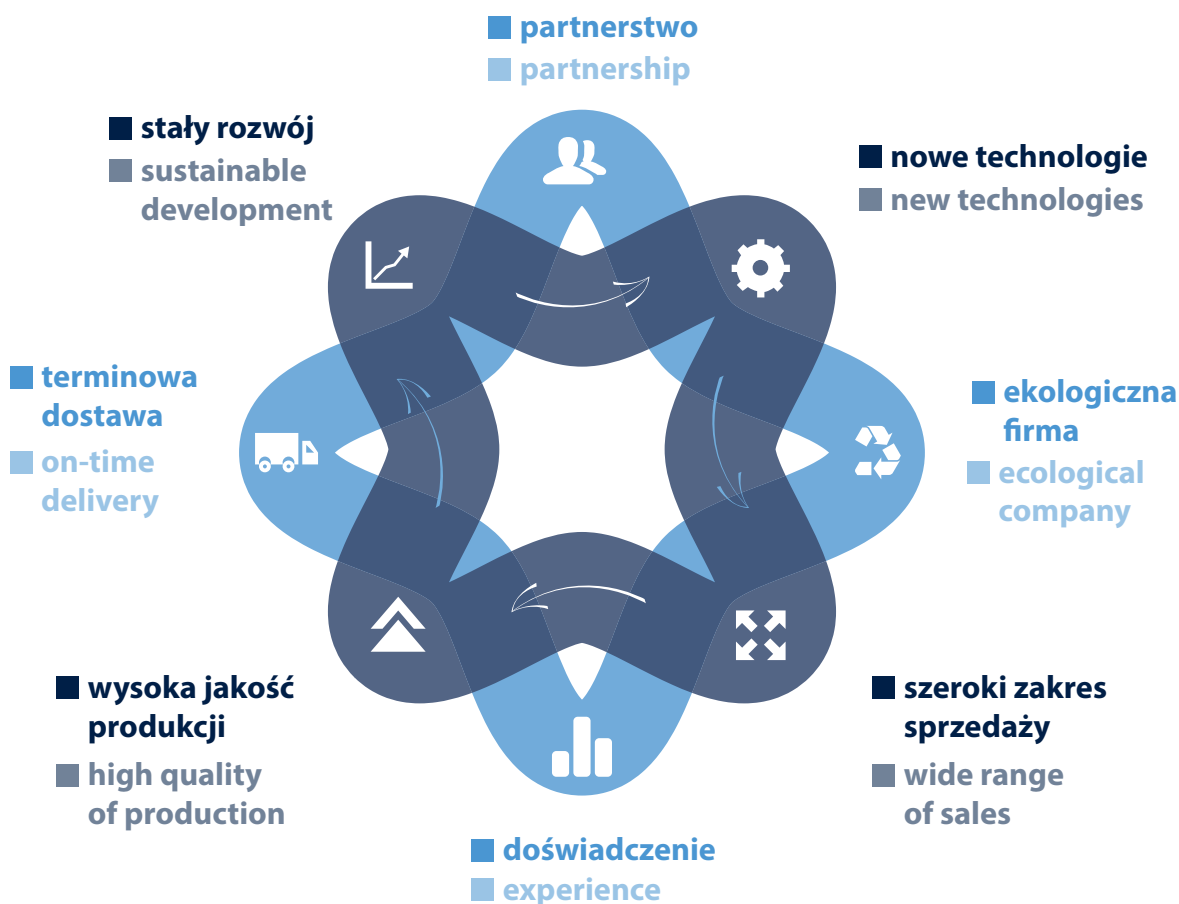 partnerstwo
partnership
stały rozwój
sustainable
development
nowe technologie
new technologies
terminowa
dostawa
on-time
delivery
ekologiczna
firma
ecological
company
wysoka jakość
produkcji
high quality
of production
szeroki zakres
sprzedaży
wide range
of sales
doświadczenie
experience